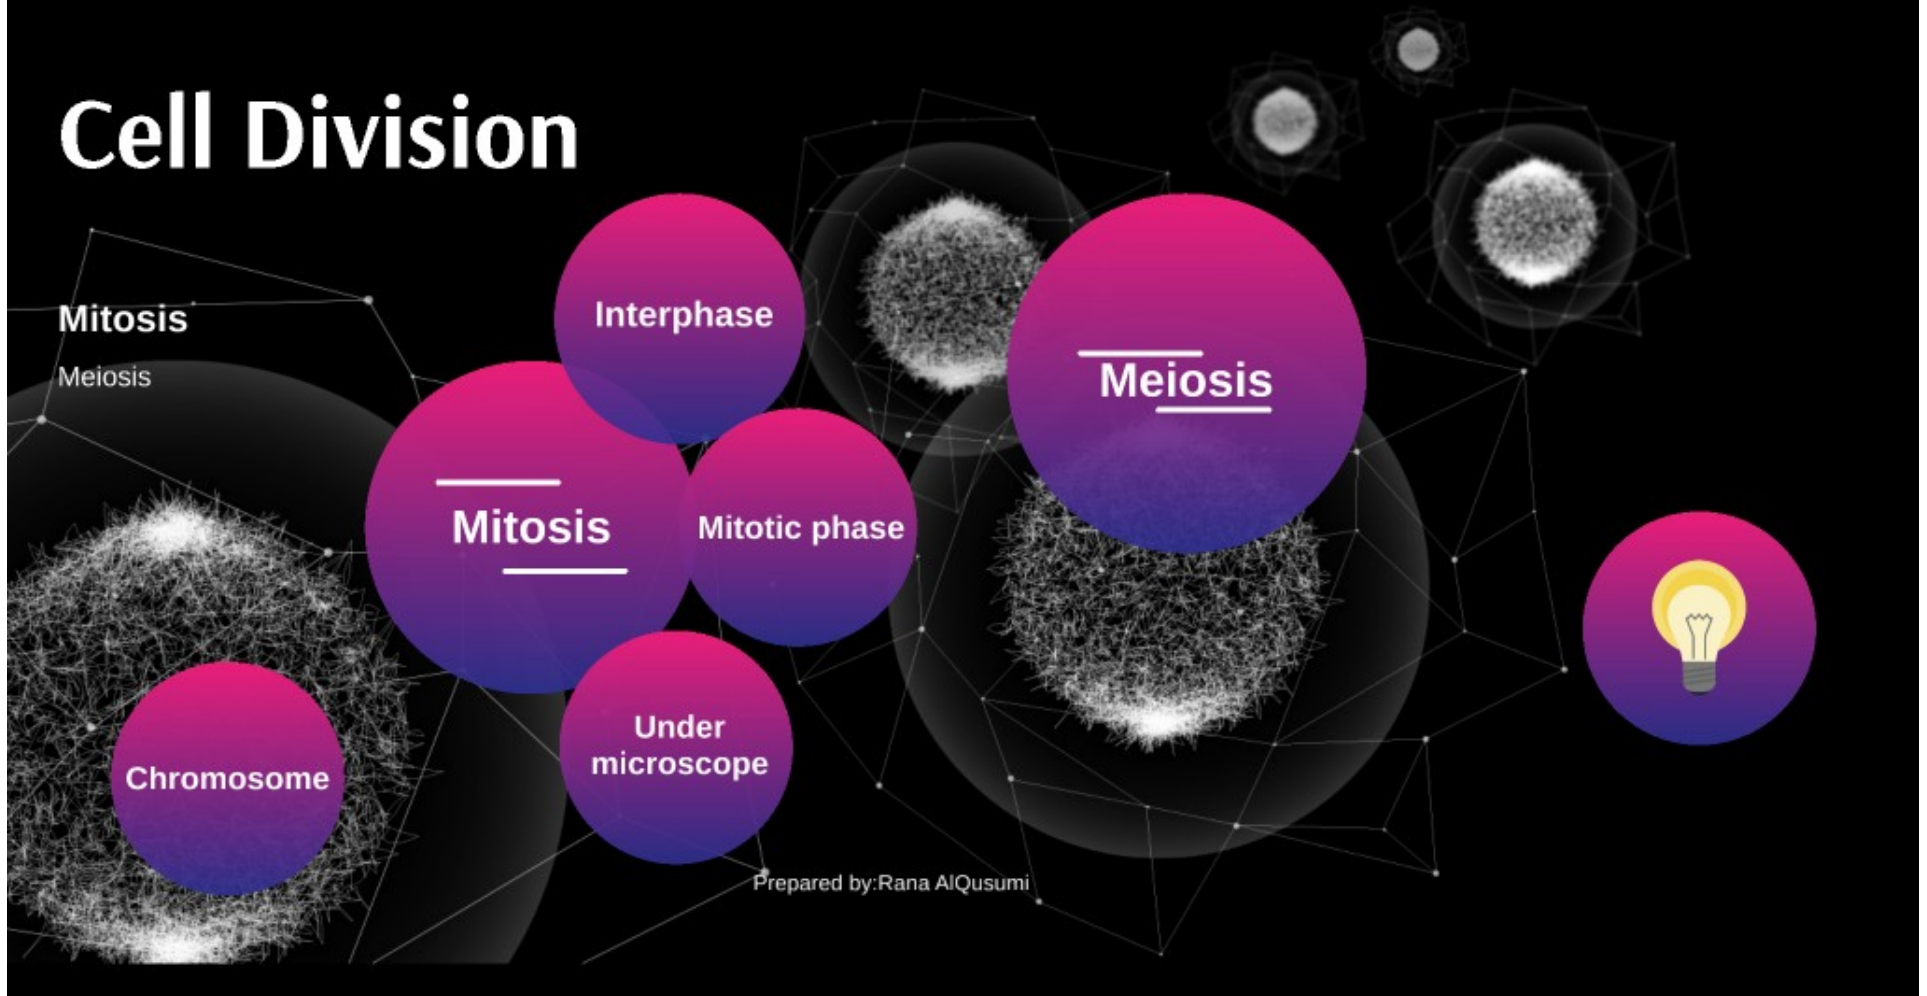 Cell Division
Mitosis
Meiosis
Interphase
Meiosis
Mitosis
Mitotic phase
Under
microscope
Chromosome
Prepared by:Rana AlQusumi